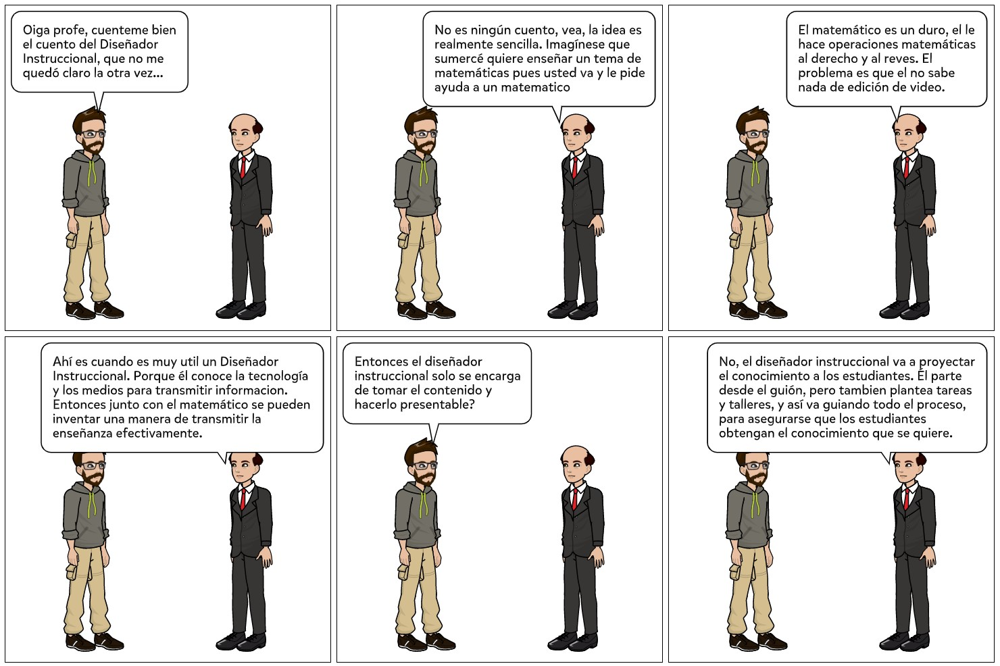 Oiga profe, cuenteme bien
el cuento del Diseñador
Instruccional, que no me
quedó claro la otra vez...
No es ningún cuento, vea, la idea es
realmente sencilla. Imagínese que
sumercé quiere enseñar un tema de
matemáticas pues usted va y le pide
ayuda a un matematico
El matemático es un duro, el le
hace operaciones matemáticas
al derecho y al reves. El
problema es que el no sabe
nada de edición de video.
Ahí es cuando es muy util un Diseñador
Instruccional. Porque él conoce la tecnología
y los medios para transmitir informacion.
Entonces junto con el matemático se pueden
inventar una manera de transmitir la
enseñanza efectivamente.
Entonces el diseñador
instruccional solo se encarga
de tomar el contenido y
hacerlo presentable?
No, el diseñador instruccional va a proyectar
el conocimiento a los estudiantes. Él parte
desde el guión, pero tambien plantea tareas
y talleres, y así va guiando todo el proceso,
para asegurarse que los estudiantes
obtengan el conocimiento que se quiere.